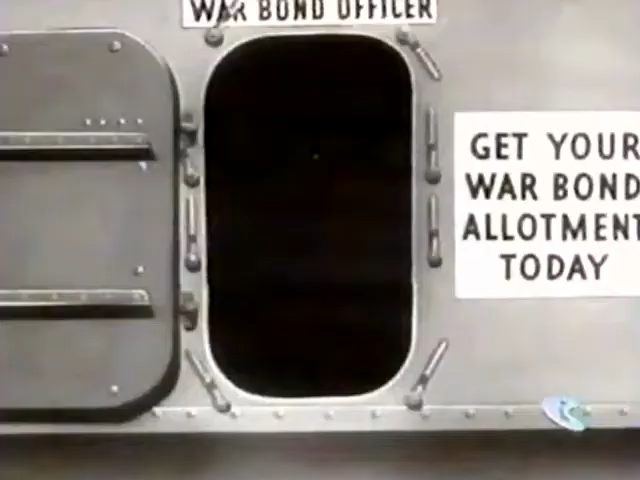 WAR BOND OFFICER
GET YOUR
WAR BOND
ALLOTMENT
TODAY